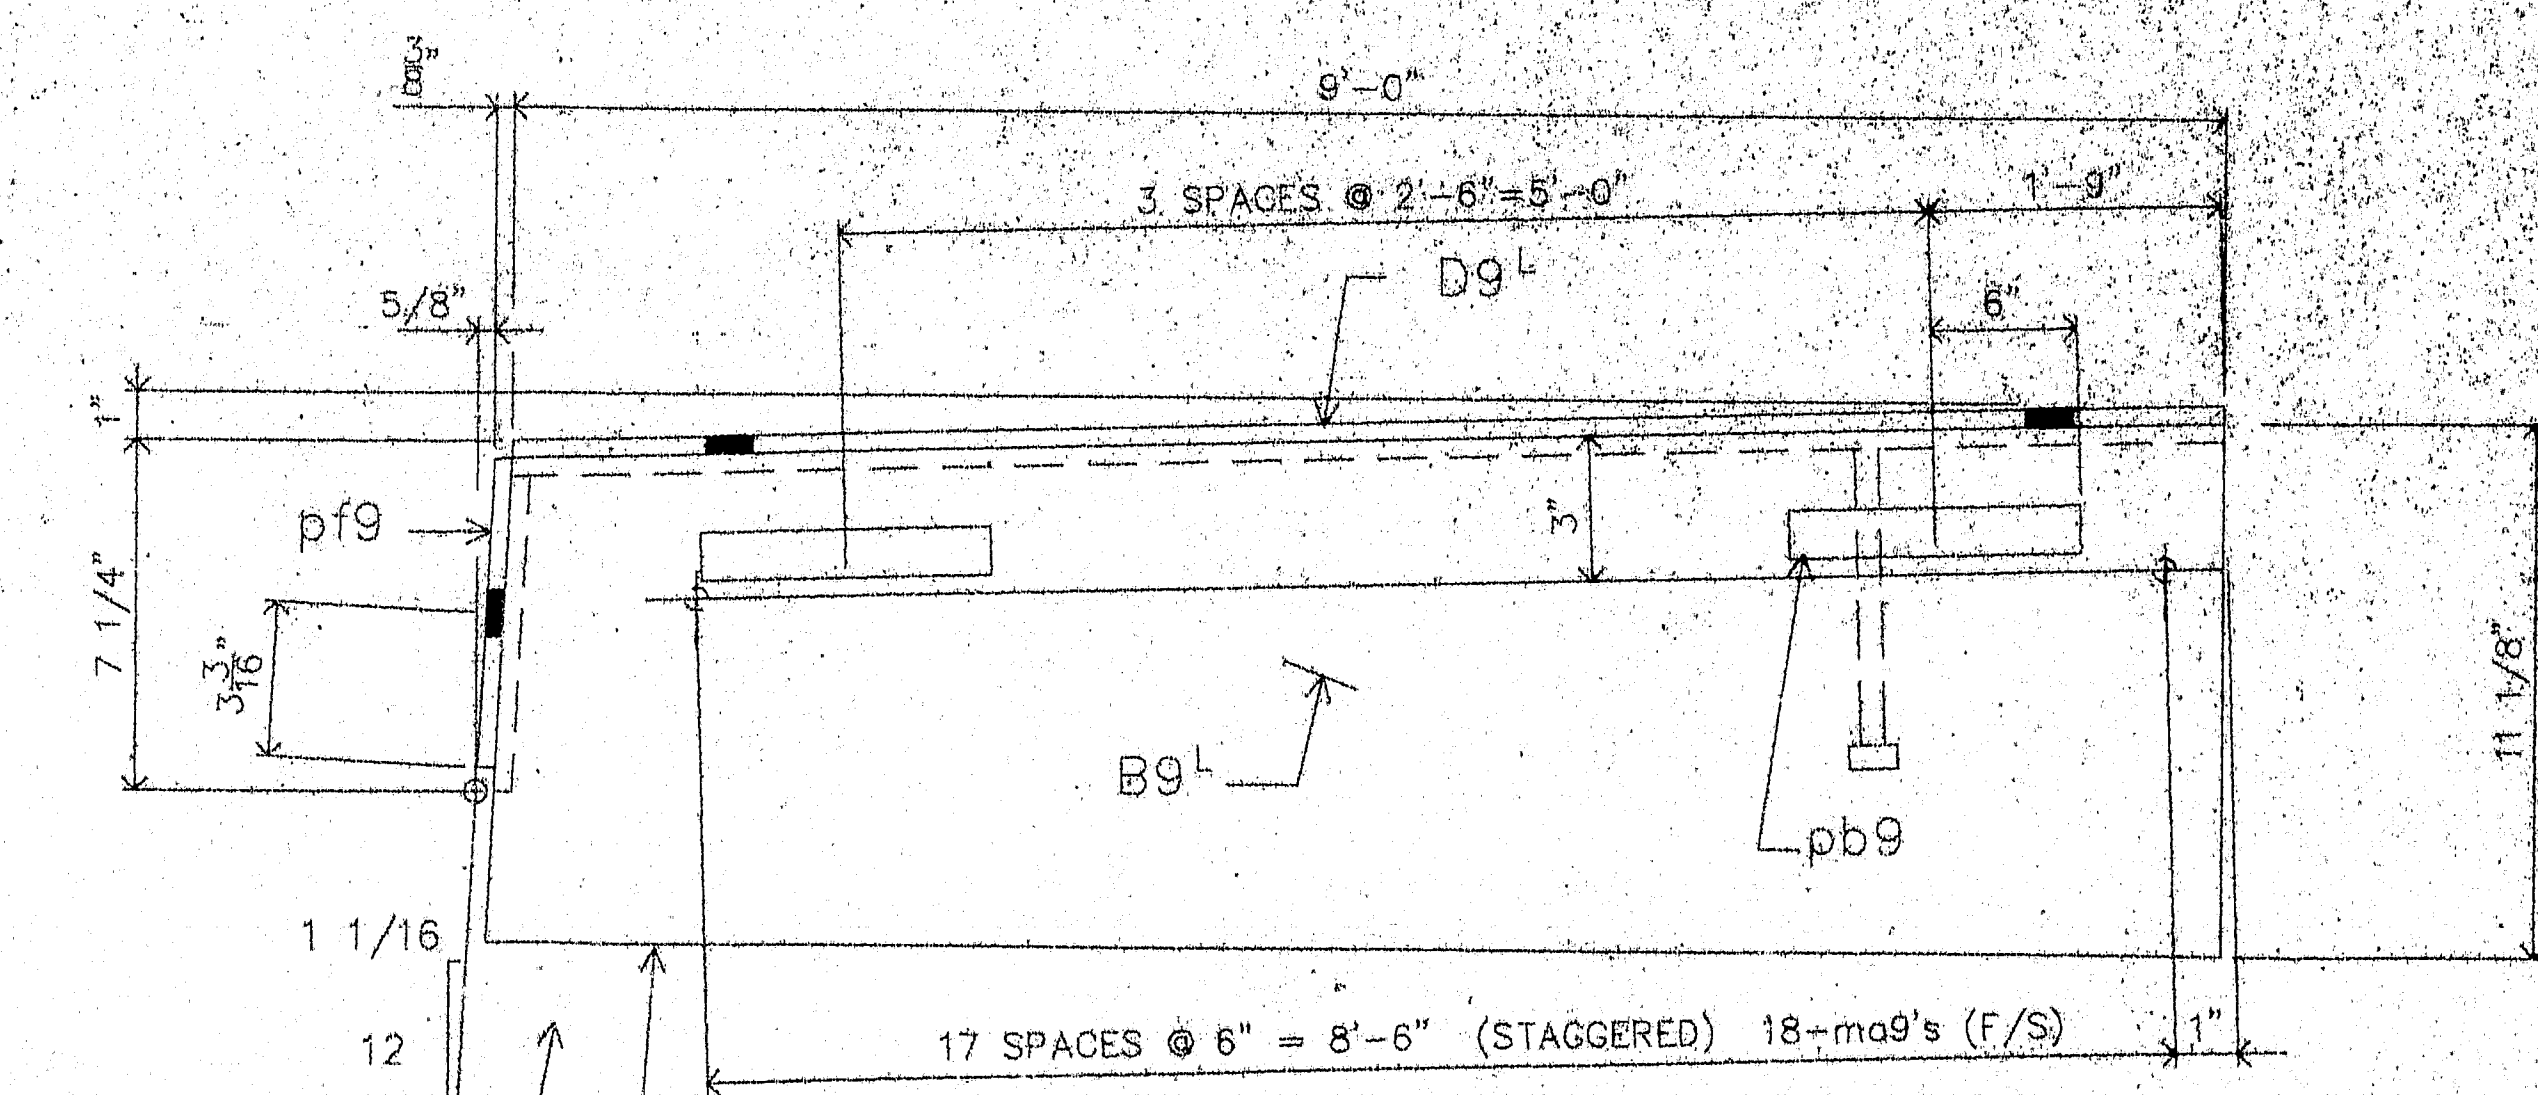 3/8"
9'-0"
3 SPACES @ 2'-6"=5'-0"
1'-9"
D9ᴸ
5/8"
6"
1"
pf9
3"
7 1/4"
3 3/16"
11 1/8"
B9ᴸ
pb9
1 1/16
12
17 SPACES @ 6" = 8'-6" (STAGGERED) 18-ma9's (F/S)
1"